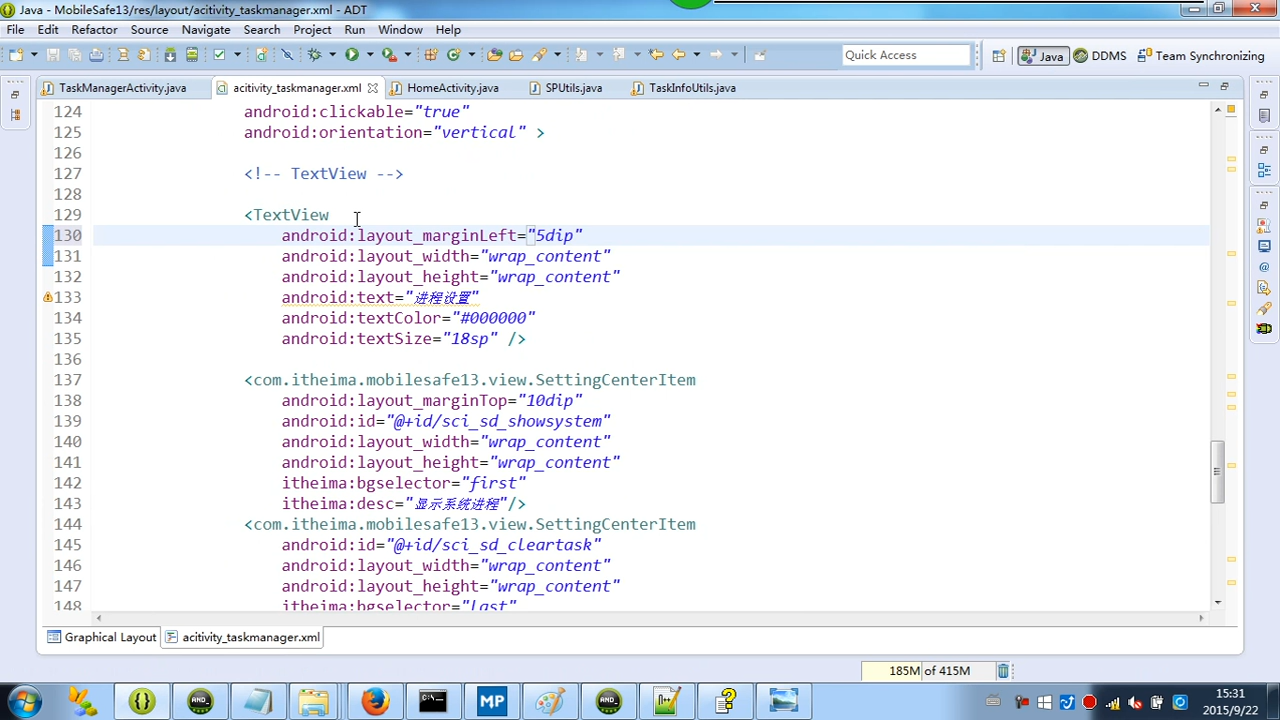 Java - MobileSafe13/res/layout/acitivity_taskmanager.xml - ADT
File Edit Refactor Source Navigate Search Project Run Window Help
Quick Access
Java
DDMS
Team Synchronizing
TaskManagerActivity.java
acitivity_taskmanager.xml
HomeActivity.java
SPUtils.java
TaskInfoUtils.java
124 android:clickable="true"
125 android:orientation="vertical" >
126
127 <!-- TextView -->
128
129 <TextView
130 android:layout_marginLeft="5dip"
131 android:layout_width="wrap_content"
132 android:layout_height="wrap_content"
133 android:text="进程设置"
134 android:textColor="#000000"
135 android:textSize="18sp" />
136
137 <com.itheima.mobilesafe13.view.SettingCenterItem
138 android:layout_marginTop="10dip"
139 android:id="@+id/sci_sd_showsystem"
140 android:layout_width="wrap_content"
141 android:layout_height="wrap_content"
142 itheima:bgselector="first"
143 itheima:desc="显示系统进程"/>
144 <com.itheima.mobilesafe13.view.SettingCenterItem
145 android:id="@+id/sci_sd_cleartask"
146 android:layout_width="wrap_content"
147 android:layout_height="wrap_content"
148 itheima:bgselector="last"
Graphical Layout
acitivity_taskmanager.xml
185M of 415M
MP
15:31
2015/9/22